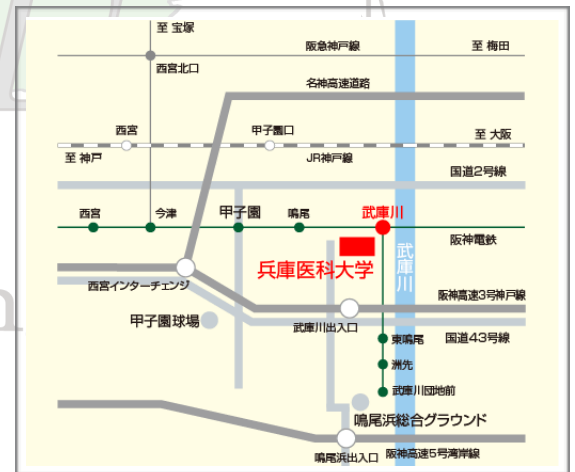 至 宝塚
阪急神戸線
至 梅田
西宮北口
名神高速道路
西宮
甲子園口
至 大阪
至 神戸
JR神戸線
国道2号線
西宮
今津
甲子園
鳴尾
武庫川
阪神電鉄
武庫川
兵庫医科大学
西宮インターチェンジ
阪神高速3号神戸線
甲子園球場
武庫川出入口
国道43号線
東鳴尾
洲先
武庫川団地前
鳴尾浜総合グラウンド
鳴尾浜出入口
阪神高速5号湾岸線